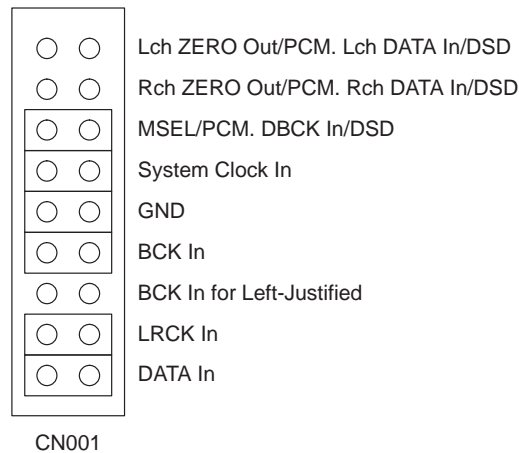 Lch ZERO Out/PCM. Lch DATA In/DSD
Rch ZERO Out/PCM. Rch DATA In/DSD
MSEL/PCM. DBCK In/DSD
System Clock In
GND
BCK In
BCK In for Left-Justified
LRCK In
DATA In
CN001